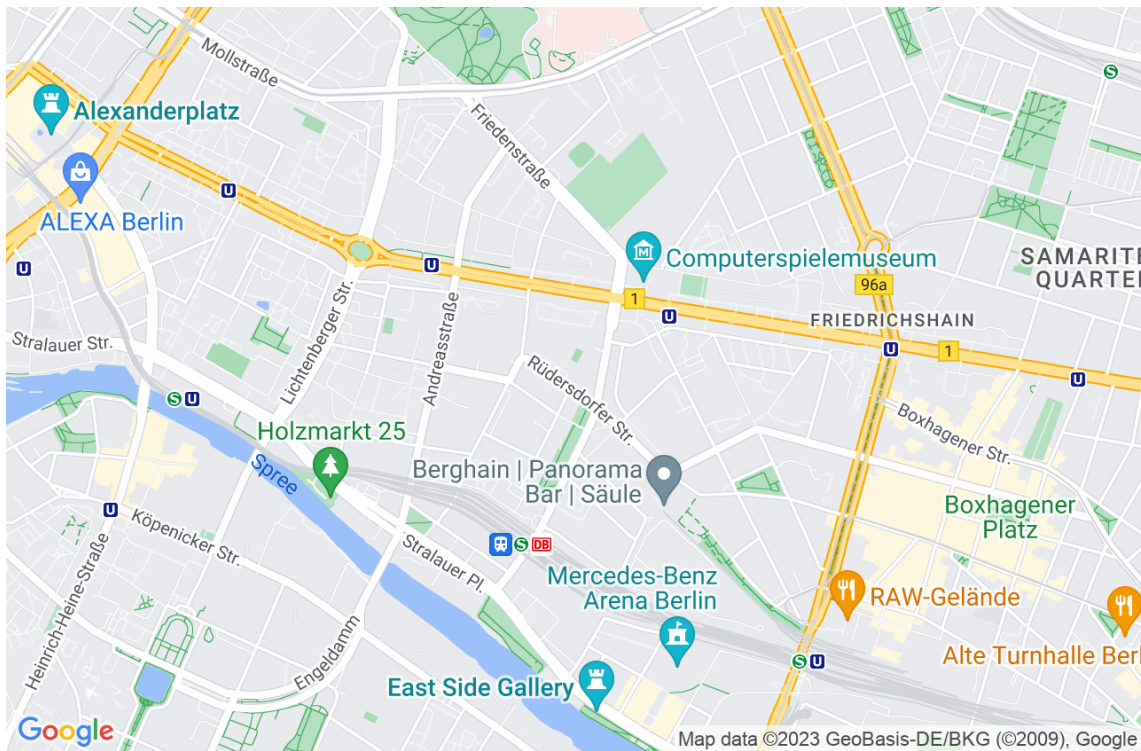 Mollstraße
Alexanderplatz
Friedenstraße
S
U
ALEXA Berlin
U
U
M
Computerspielemuseum
SAMARITE
QUARTE
96a
1
U
FRIEDRICHSHAIN
U
1
U
Stralauer Str.
Lichtenberger Str.
Andreasstraße
Rüdersdorfer Str.
S U
Boxhagener Str.
Holzmarkt 25
Spree
Berghain | Panorama
Bar | Säule
Boxhagener
Platz
U
Köpenicker Str.
Heinrich-Heine-Straße
Stralauer Pl.
S DB
Mercedes-Benz
Arena Berlin
RAW-Gelände
Engeldamm
S U
Alte Turnhalle Berl
East Side Gallery
Google
Map data ©2023 GeoBasis-DE/BKG (©2009), Google